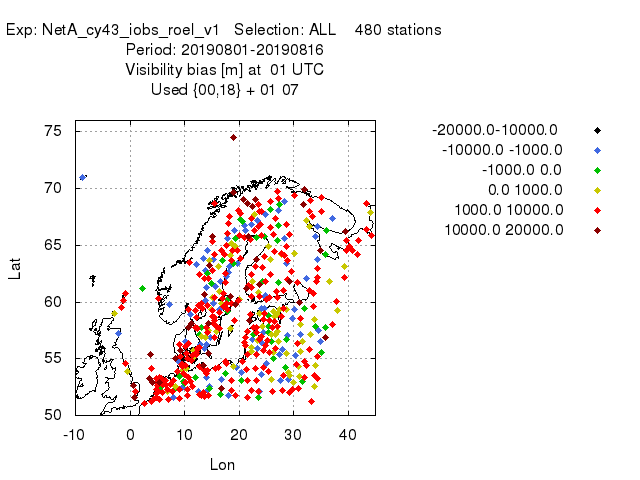 Exp: NetA_cy43_iobs_roel_v1   Selection: ALL    480 stations
Period: 20190801-20190816
Visibility bias [m] at  01 UTC
Used {00,18} + 01 07
-20000.0-10000.0
-10000.0 -1000.0
-1000.0 0.0
0.0 1000.0
1000.0 10000.0
10000.0 20000.0
75
70
65
60
55
50
Lat
-10 0 10 20 30 40
Lon